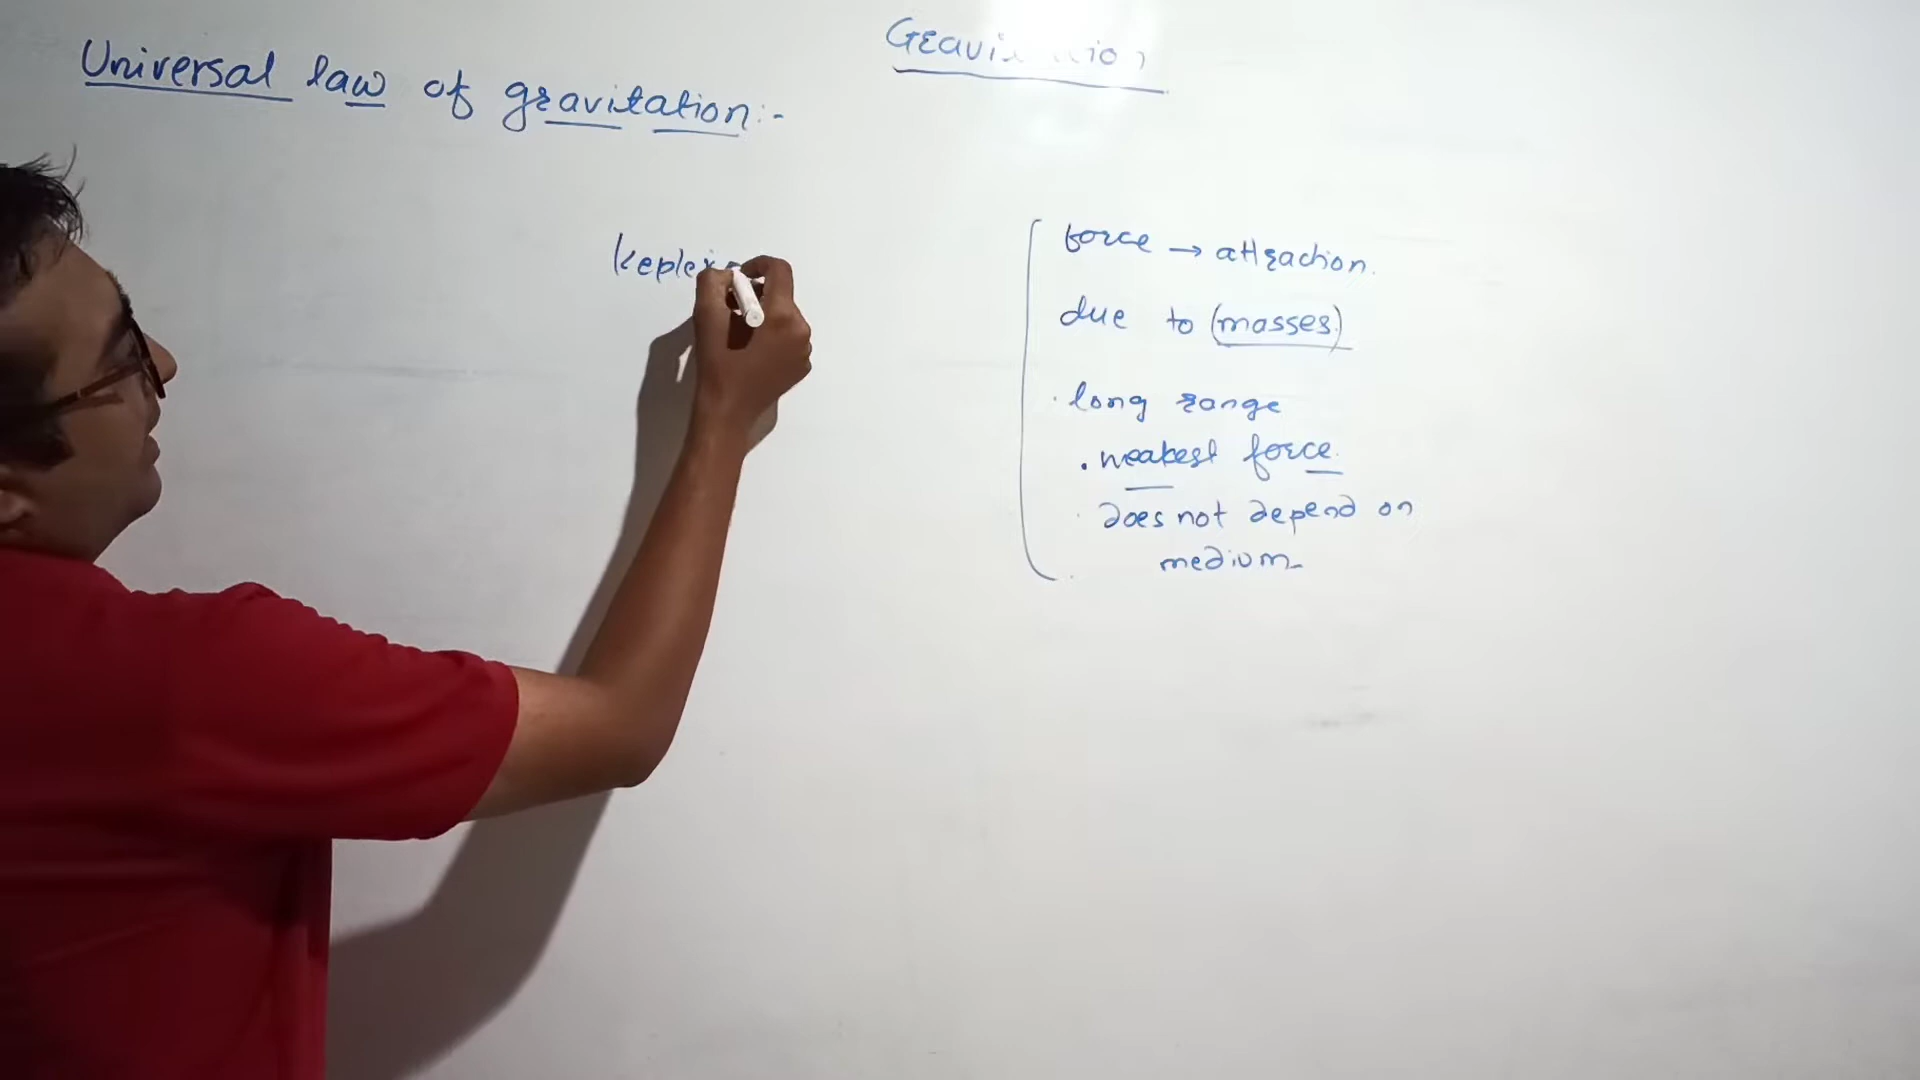 Gravitation
Universal law of gravitation:-
Kepler
force → attraction.
due to (masses)
· long range
· weakest force.
· does not depend on
medium